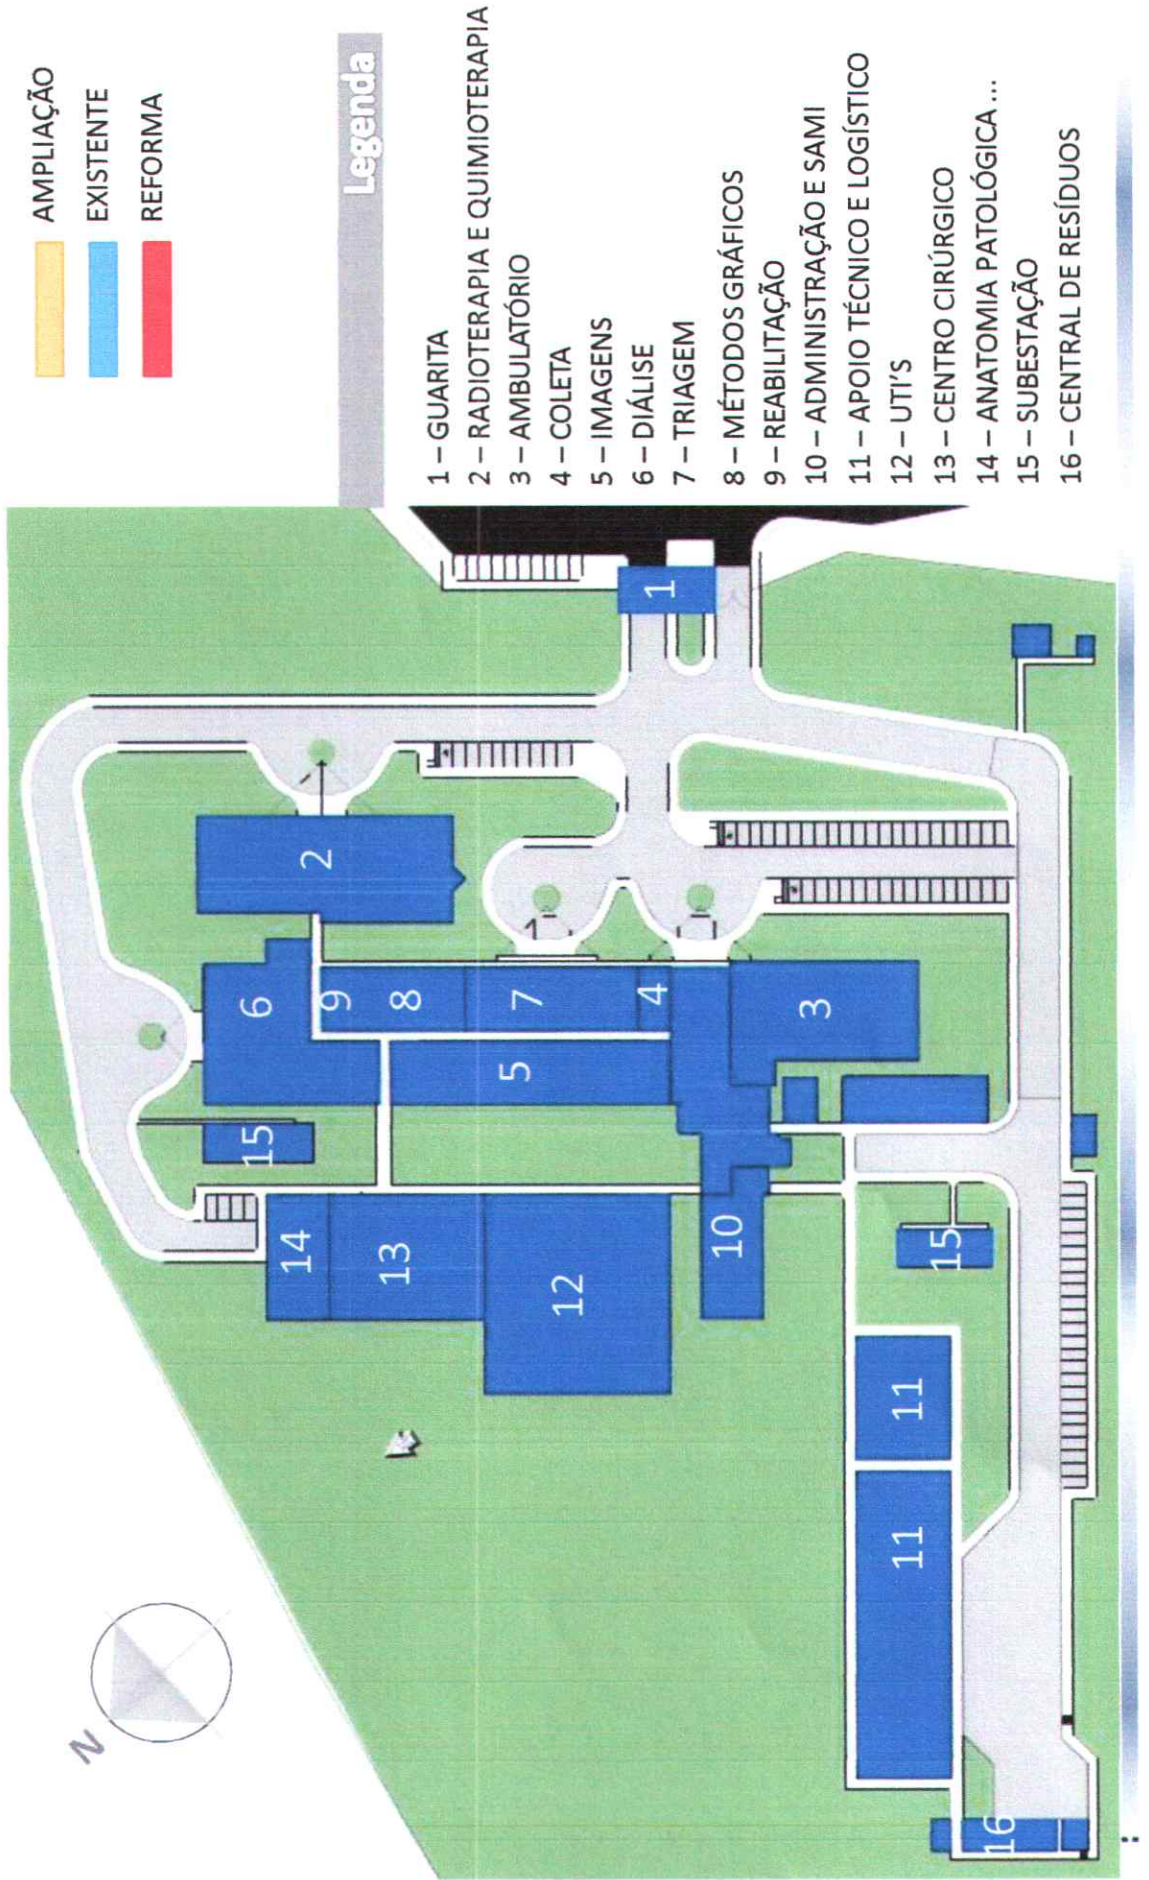 AMPLIAÇÃO
EXISTENTE
REFORMA
Legenda
1 – GUARITA
2 – RADIOTERAPIA E QUIMIOTERAPIA
3 – AMBULATÓRIO
4 – COLETA
5 – IMAGENS
6 – DIÁLISE
7 – TRIAGEM
8 – MÉTODOS GRÁFICOS
9 – REABILITAÇÃO
10 – ADMINISTRAÇÃO E SAMI
11 – APOIO TÉCNICO E LOGÍSTICO
12 – UTI'S
13 – CENTRO CIRÚRGICO
14 – ANATOMIA PATOLÓGICA...
15 – SUBESTAÇÃO
16 – CENTRAL DE RESÍDUOS
N
1
2
6
9
8
7
4
3
5
15
14
13
12
10
15
11
11
16